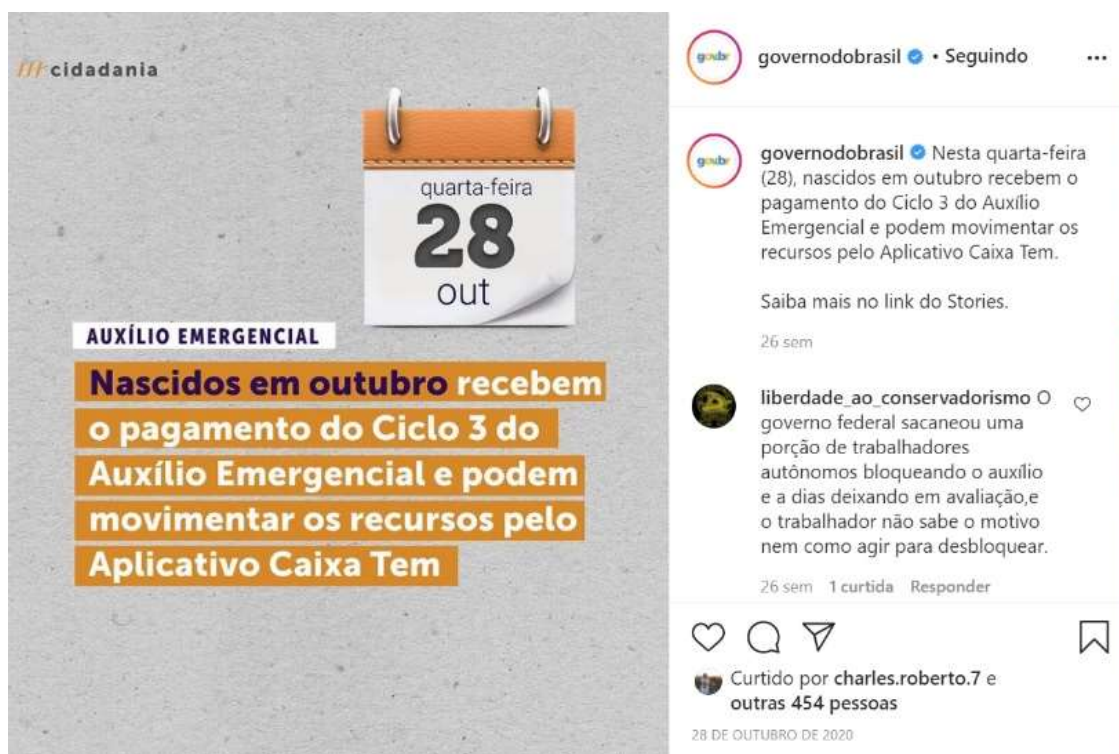 cidadania
quarta-feira
28
out
AUXÍLIO EMERGENCIAL
Nascidos em outubro recebem
o pagamento do Ciclo 3 do
Auxílio Emergencial e podem
movimentar os recursos pelo
Aplicativo Caixa Tem
govbr
governodobrasil • Seguindo
govbr
governodobrasil Nesta quarta-feira
(28), nascidos em outubro recebem o
pagamento do Ciclo 3 do Auxílio
Emergencial e podem movimentar os
recursos pelo Aplicativo Caixa Tem.
Saiba mais no link do Stories.
26 sem
liberdade_ao_conservadorismo O
governo federal sacaneou uma
porção de trabalhadores
autônomos bloqueando o auxílio
e a dias deixando em avaliação,e
o trabalhador não sabe o motivo
nem como agir para desbloquear.
26 sem 1 curtida Responder
Curtido por charles.roberto.7 e
outras 454 pessoas
28 DE OUTUBRO DE 2020